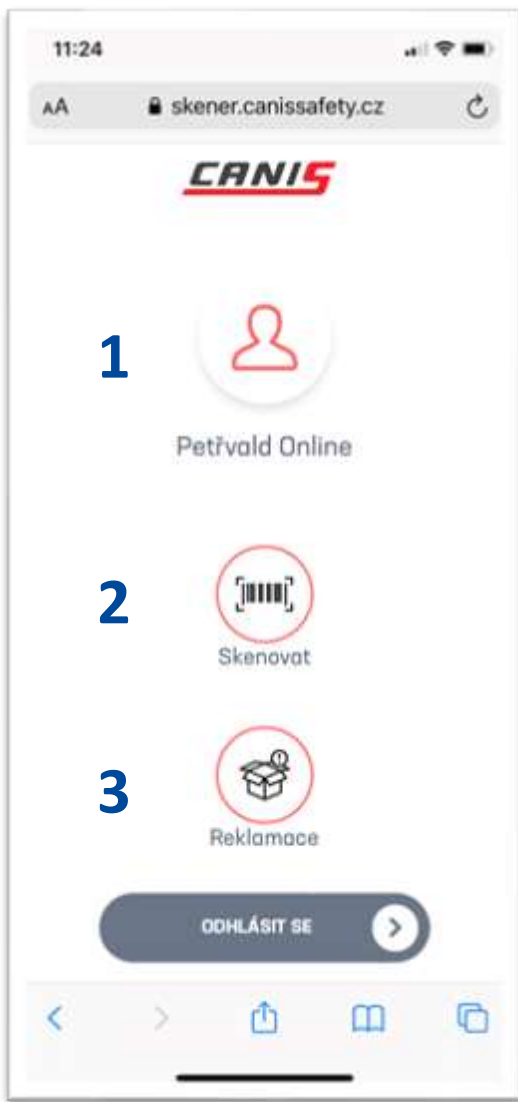 11:24
AA
skener.canissafety.cz
CANIS
1
Petřvald Online
2
Skenovat
3
Reklamace
ODHLÁSIT SE